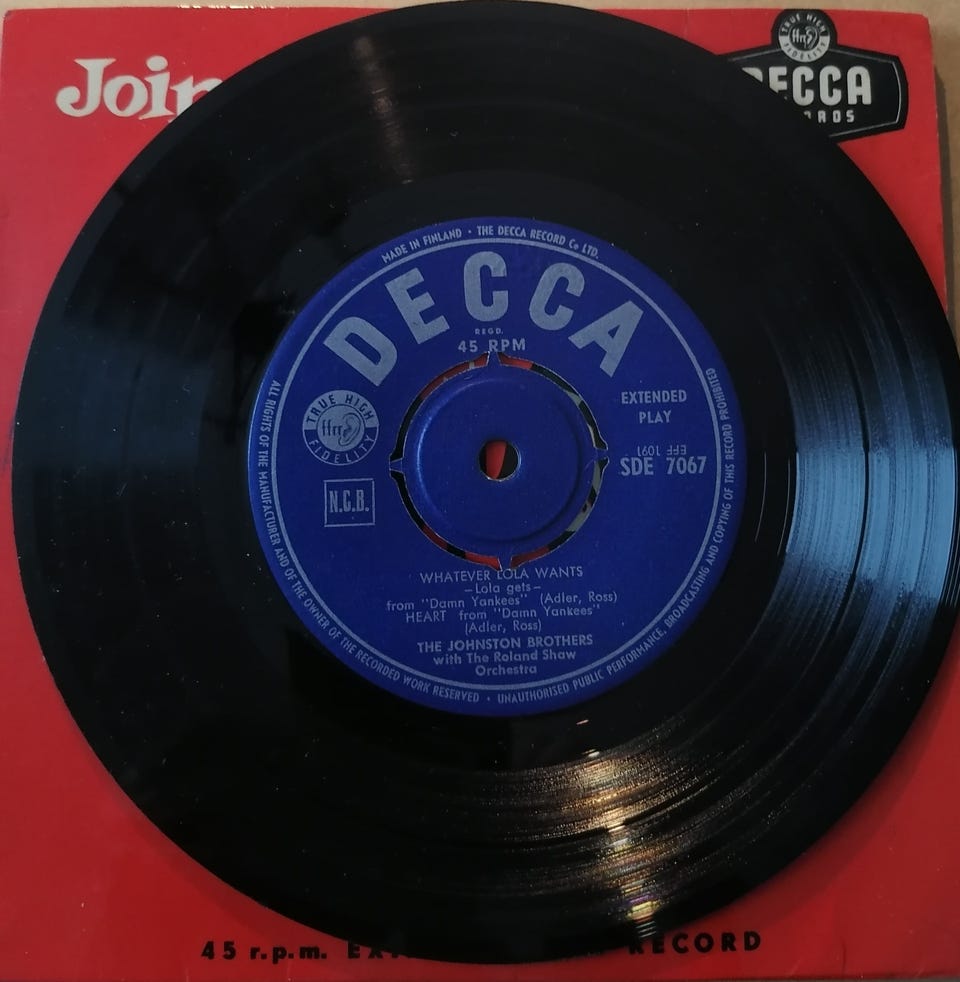 Join
TRUE HIGH
ffrr
FIDELITY
DECCA
MADE IN FINLAND · THE DECCA RECORD Co LTD.
DECCA
REGD.
45 RPM
EXTENDED
PLAY
TRUE HIGH
ffrr
FIDELITY
EFF 1091
SDE 7067
N.C.B.
WHATEVER LOLA WANTS
—Lola gets—
from "Damn Yankees" (Adler, Ross)
HEART from "Damn Yankees"
(Adler, Ross)
THE JOHNSTON BROTHERS
with The Roland Shaw
Orchestra
ALL RIGHTS OF THE MANUFACTURER AND OF THE OWNER OF THE RECORDED WORK RESERVED · UNAUTHORISED PUBLIC PERFORMANCE, BROADCASTING AND COPYING OF THIS RECORD PROHIBITED
45 r.p.m. RECORD